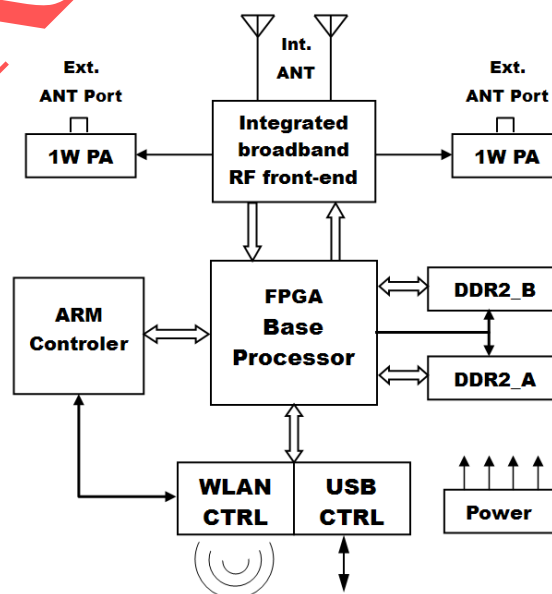 Int.
ANT
Ext.
ANT Port
Ext.
ANT Port
1W PA
Integrated
broadband
RF front-end
1W PA
ARM
Controler
FPGA
Base
Processor
DDR2_B
DDR2_A
WLAN
CTRL
USB
CTRL
Power